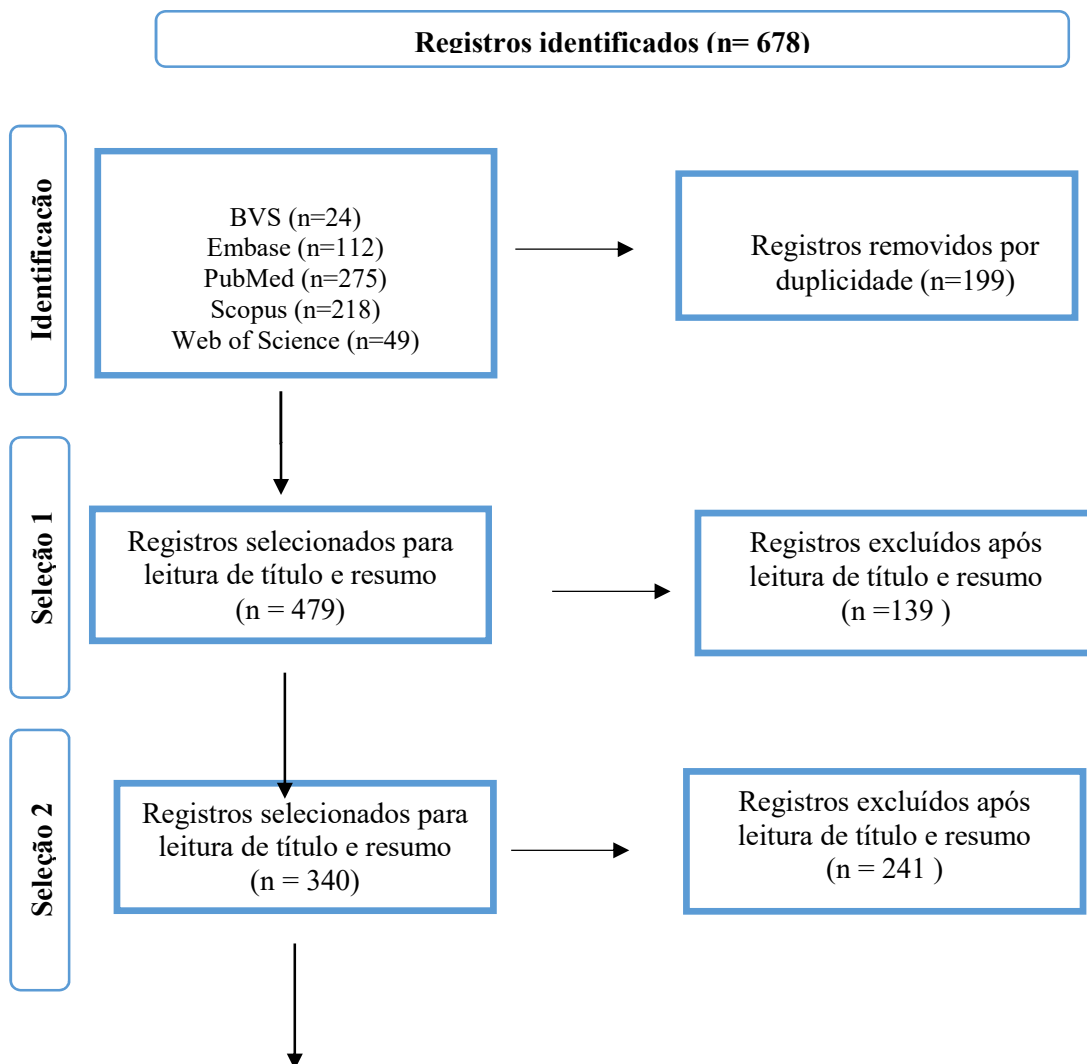 Registros identificados (n= 678)
Identificação
BVS (n=24)
Embase (n=112)
PubMed (n=275)
Scopus (n=218)
Web of Science (n=49)
Registros removidos por
duplicidade (n=199)
Seleção 1
Registros selecionados para
leitura de título e resumo
(n = 479)
Registros excluídos após
leitura de título e resumo
(n =139 )
Seleção 2
Registros selecionados para
leitura de título e resumo
(n = 340)
Registros excluídos após
leitura de título e resumo
(n = 241 )